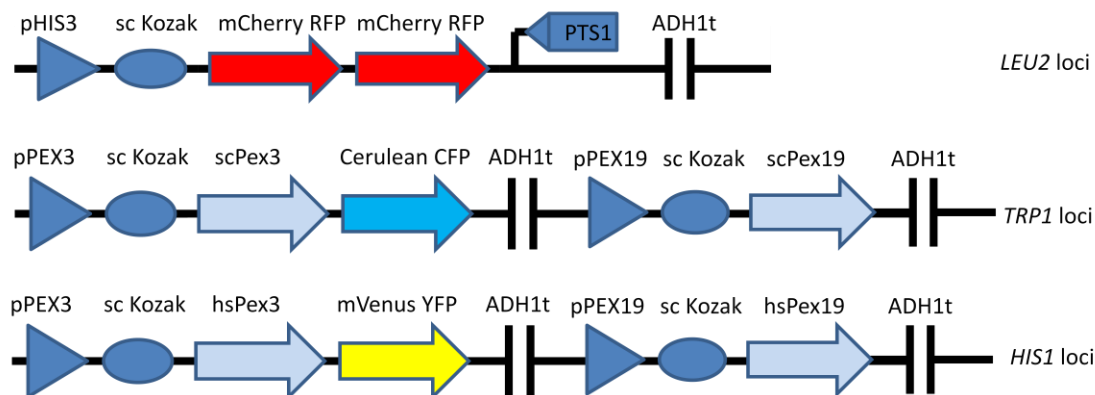 pHIS3 sc Kozak mCherry RFP mCherry RFP PTS1 ADH1t
LEU2 loci
pPEX3 sc Kozak scPex3 Cerulean CFP ADH1t pPEX19 sc Kozak scPex19 ADH1t
TRP1 loci
pPEX3 sc Kozak hsPex3 mVenus YFP ADH1t pPEX19 sc Kozak hsPex19 ADH1t
HIS1 loci